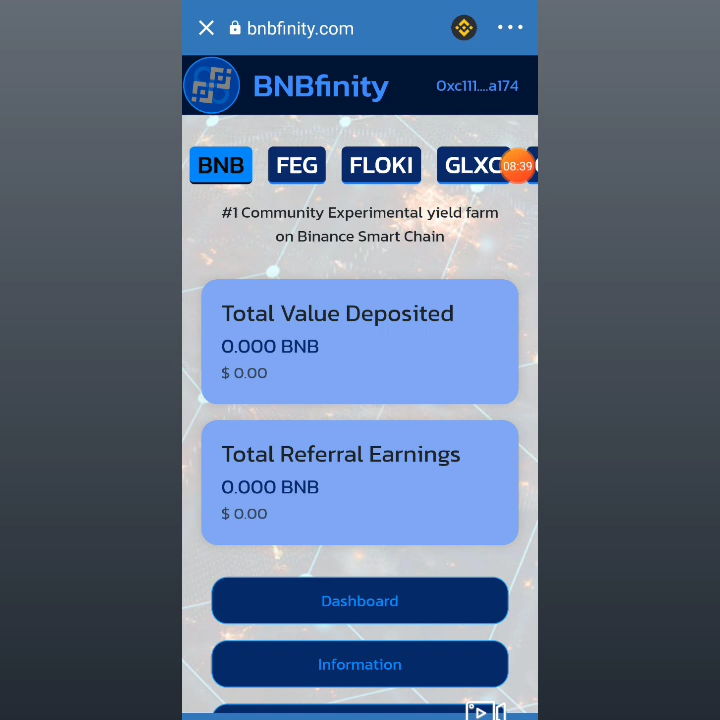 bnbfinity.com
BNBfinity 0xc111....a174
BNB FEG FLOKI GLXC 08:39
#1 Community Experimental yield farm
on Binance Smart Chain
Total Value Deposited
0.000 BNB
$ 0.00
Total Referral Earnings
0.000 BNB
$ 0.00
Dashboard
Information